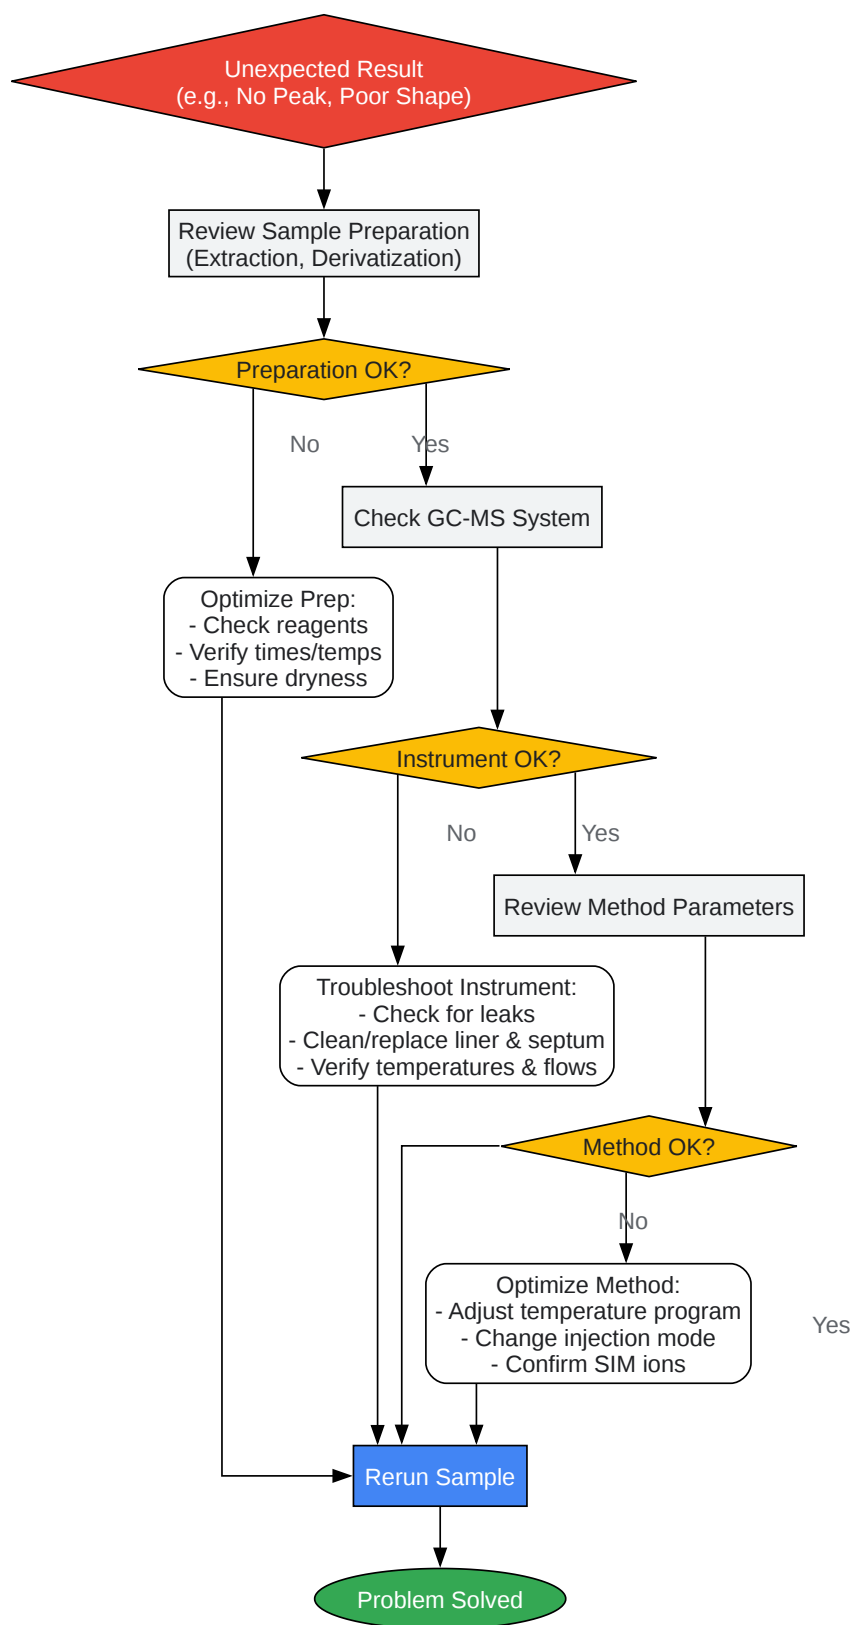 Unexpected Result
(e.g., No Peak, Poor Shape)
Review Sample Preparation
(Extraction, Derivatization)
Preparation OK?
No
Yes
Check GC-MS System
Optimize Prep:
- Check reagents
- Verify times/temps
- Ensure dryness
Instrument OK?
No
Yes
Review Method Parameters
Troubleshoot Instrument:
- Check for leaks
- Clean/replace liner & septum
- Verify temperatures & flows
Method OK?
No
Optimize Method:
- Adjust temperature program
- Change injection mode
- Confirm SIM ions
Yes
Rerun Sample
Problem Solved